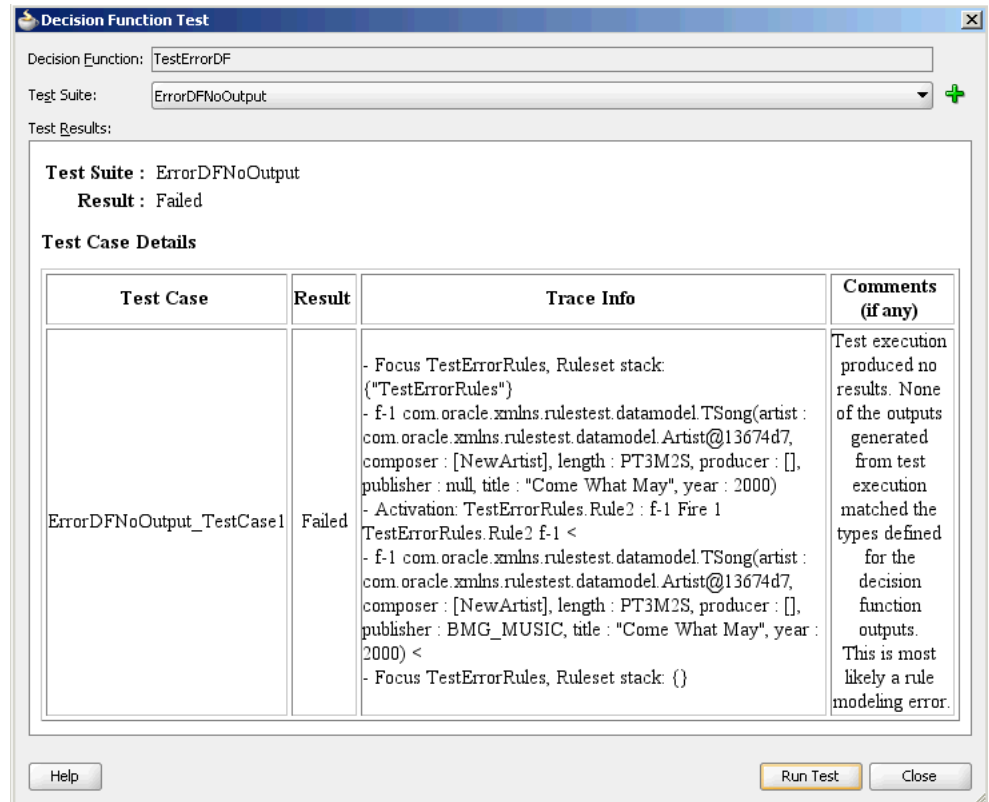 Decision Function Test
Decision Function: TestErrorDF
Test Suite: ErrorDFNoOutput
Test Results:
Test Suite : ErrorDFNoOutput
Result : Failed
Test Case Details
Test Case
Result
Trace Info
Comments
(if any)
ErrorDFNoOutput_TestCase1
Failed
- Focus TestErrorRules, Ruleset stack:
{"TestErrorRules"}
- f-1 com.oracle.xmlns.rulestest.datamodel.TSong(artist :
com.oracle.xmlns.rulestest.datamodel.Artist@13674d7,
composer : [NewArtist], length : PT3M2S, producer : [],
publisher : null, title : "Come What May", year : 2000)
- Activation: TestErrorRules.Rule2 : f-1 Fire 1
TestErrorRules.Rule2 f-1 <
- f-1 com.oracle.xmlns.rulestest.datamodel.TSong(artist :
com.oracle.xmlns.rulestest.datamodel.Artist@13674d7,
composer : [NewArtist], length : PT3M2S, producer : [],
publisher : BMG_MUSIC, title : "Come What May", year :
2000) <
- Focus TestErrorRules, Ruleset stack: {}
Test execution
produced no
results. None
of the outputs
generated
from test
execution
matched the
types defined
for the
decision
function
outputs.
This is most
likely a rule
modeling error.
Help
Run Test
Close